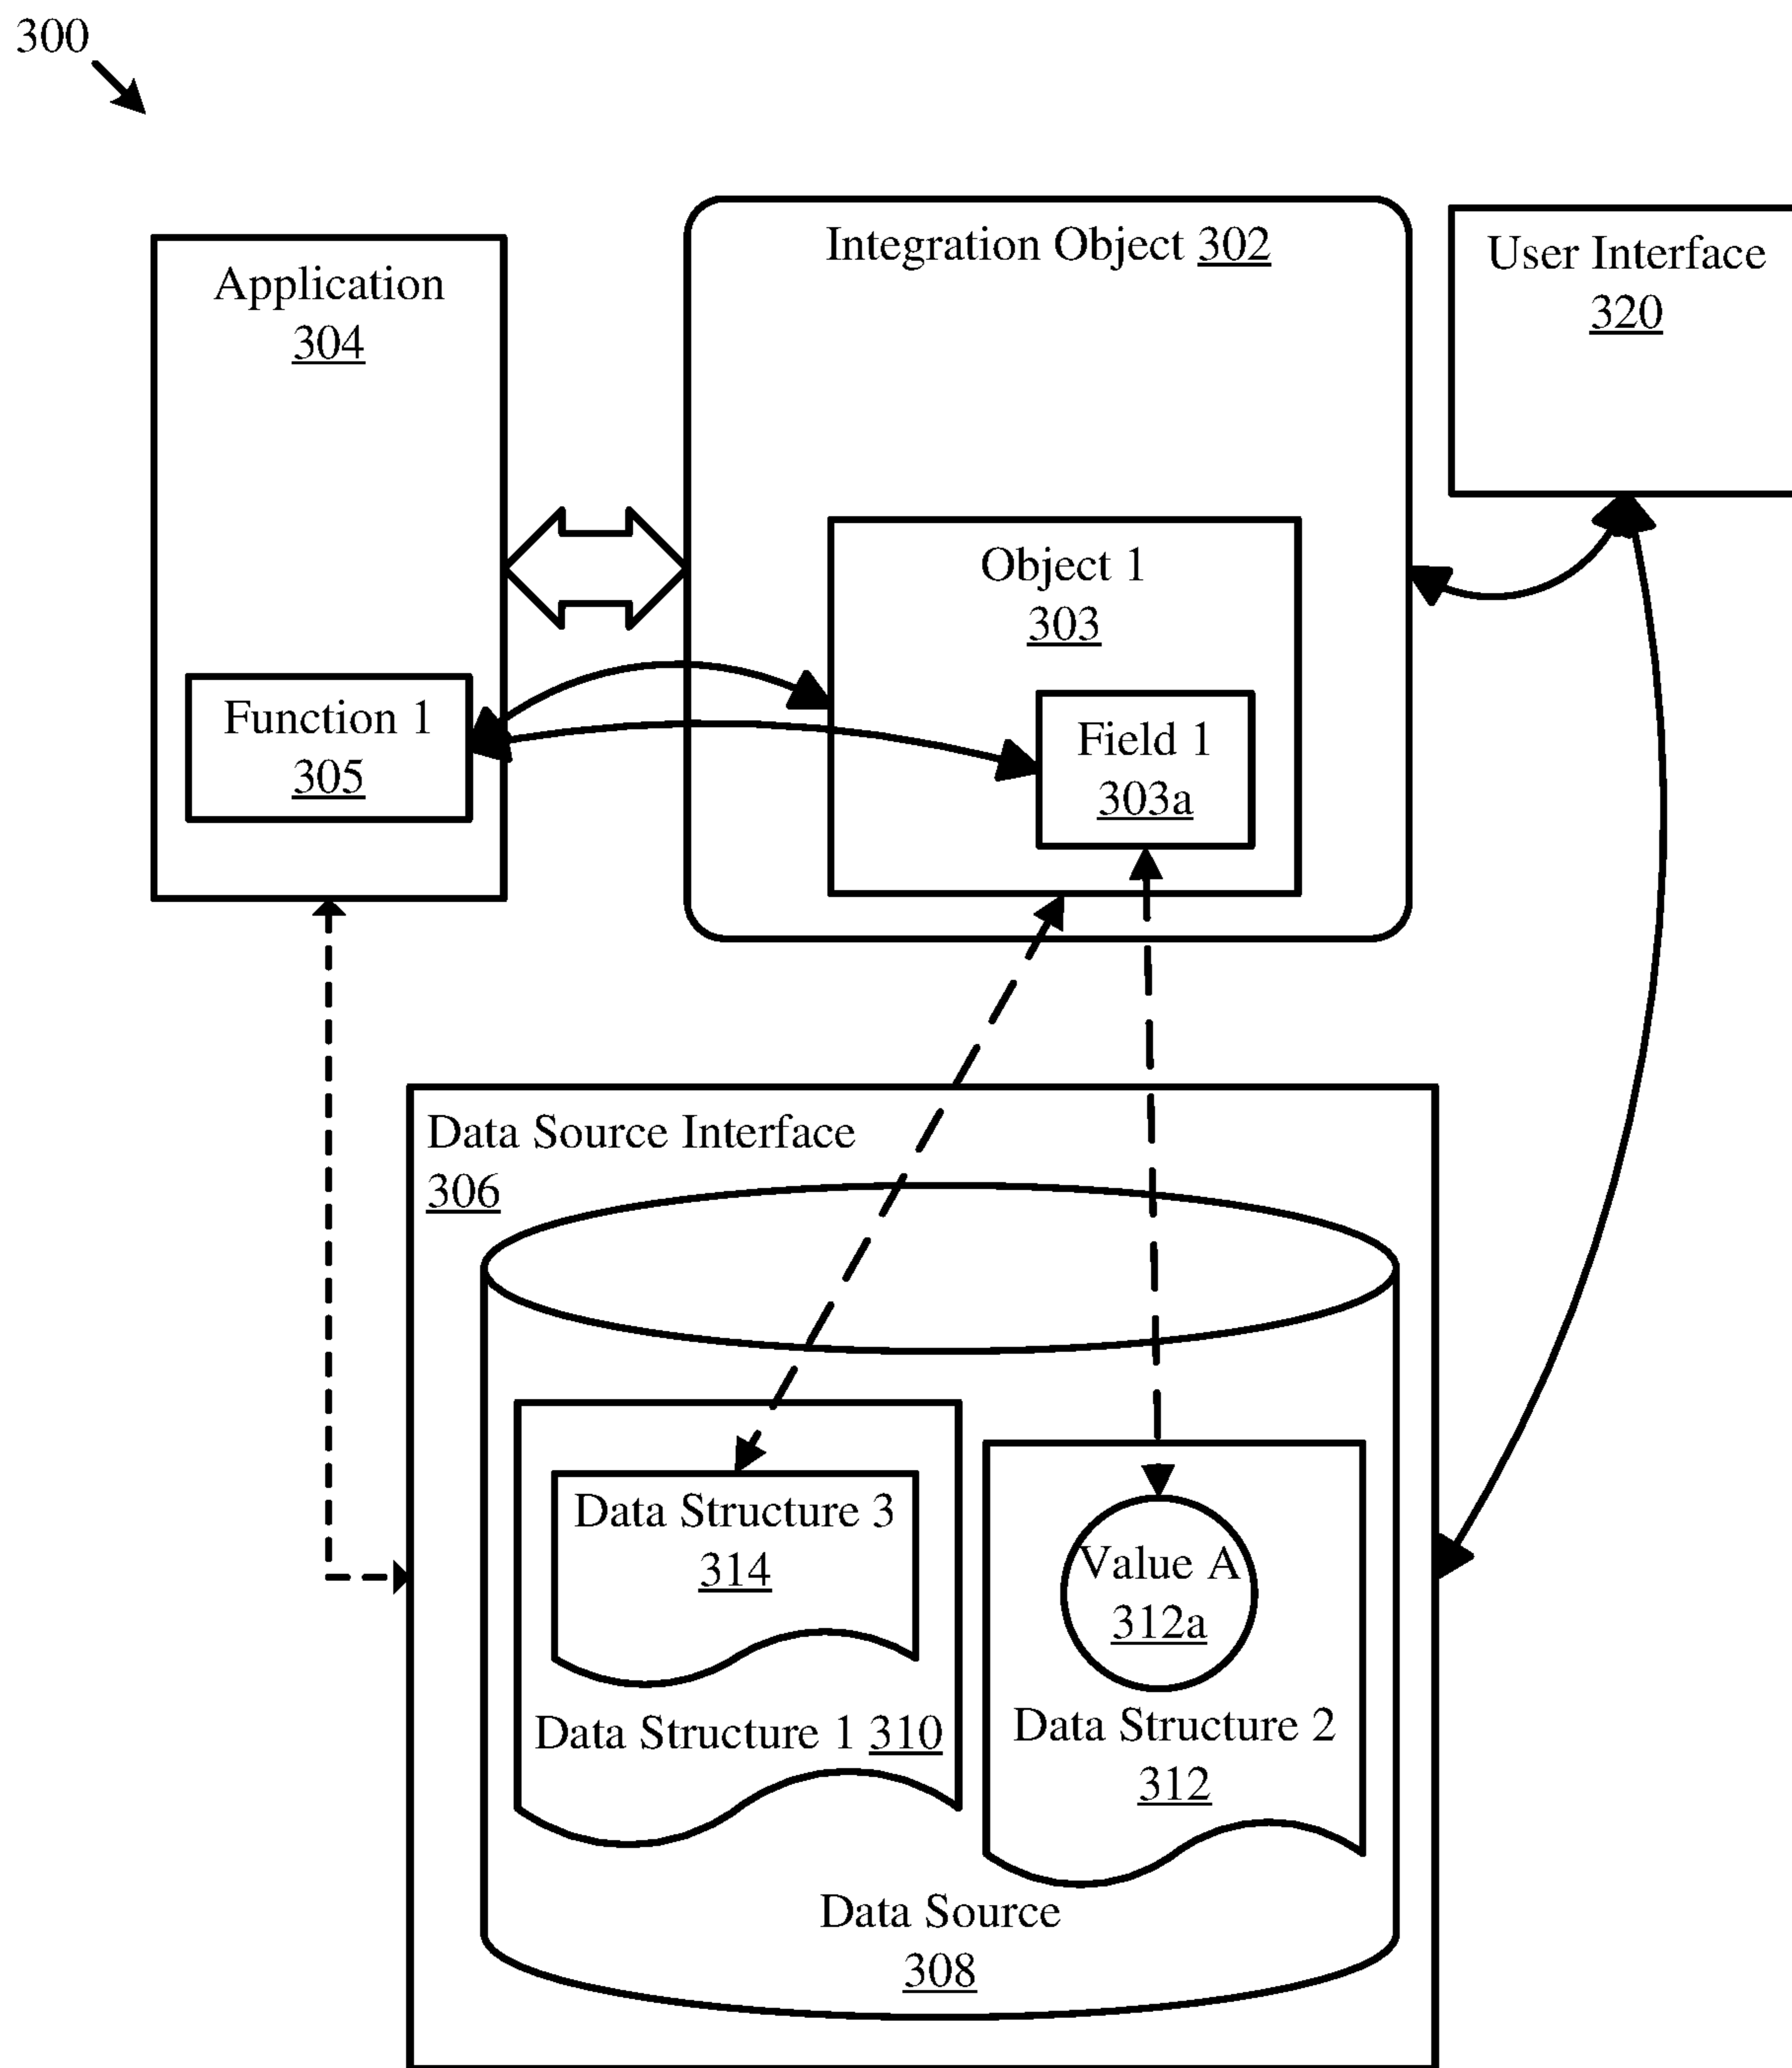 300
Application
304
Function 1
305
Integration Object 302
Object 1
303
Field 1
303a
User Interface
320
Data Source Interface
306
Data Structure 3
314
Data Structure 1 310
Value A
312a
Data Structure 2
312
Data Source
308